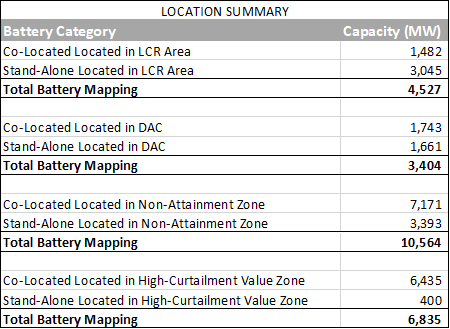 LOCATION SUMMARY
Battery Category Capacity (MW)
Co-Located Located in LCR Area 1,482
Stand-Alone Located in LCR Area 3,045
Total Battery Mapping 4,527
Co-Located Located in DAC 1,743
Stand-Alone Located in DAC 1,661
Total Battery Mapping 3,404
Co-Located Located in Non-Attainment Zone 7,171
Stand-Alone Located in Non-Attainment Zone 3,393
Total Battery Mapping 10,564
Co-Located Located in High-Curtailment Value Zone 6,435
Stand-Alone Located in High-Curtailment Value Zone 400
Total Battery Mapping 6,835